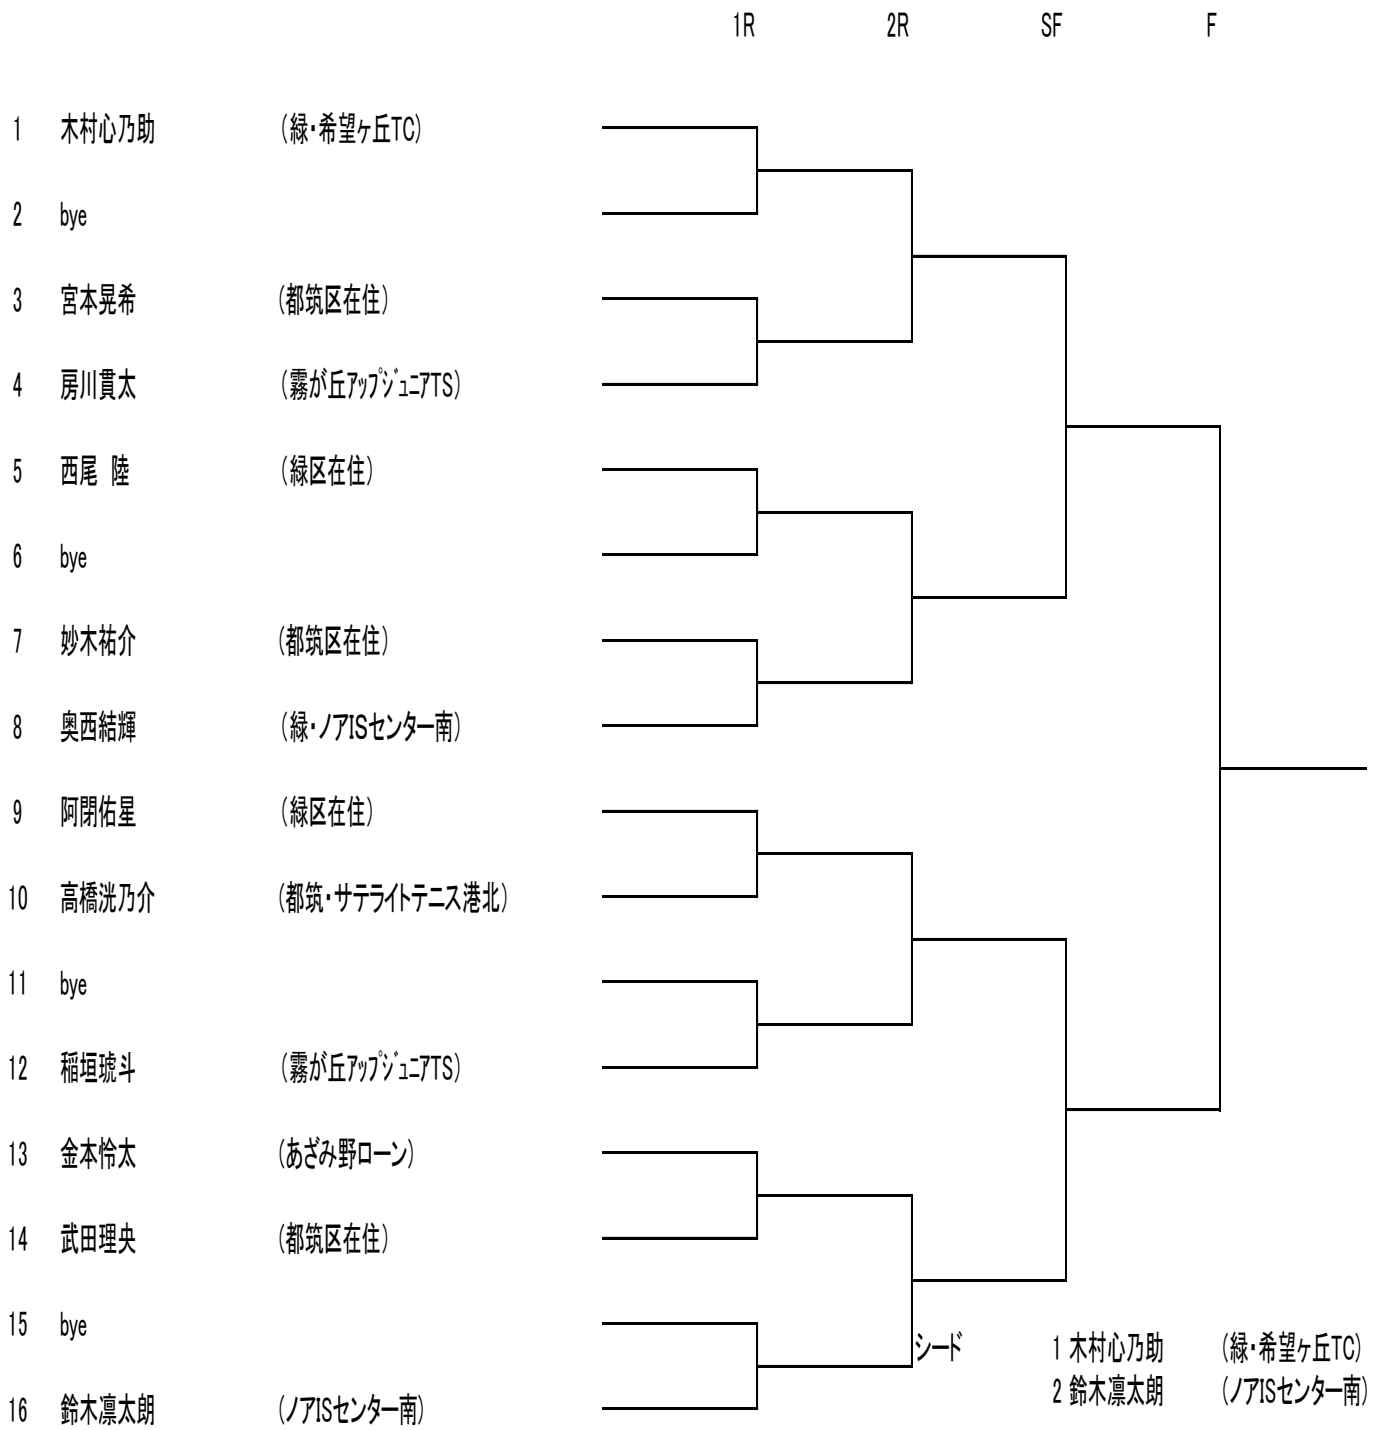 1R 2R SF F
1 木村心乃助 (緑・希望ヶ丘TC)
2 bye
3 宮本晃希 (都筑区在住)
4 房川貫太 (霧が丘ｱｯﾌﾟｼﾞｭﾆｱTS)
5 西尾 陸 (緑区在住)
6 bye
7 妙木祐介 (都筑区在住)
8 奥西結輝 (緑・ノアISセンター南)
9 阿閉佑星 (緑区在住)
10 高橋洸乃介 (都筑・サテライトテニス港北)
11 bye
12 稲垣琥斗 (霧が丘ｱｯﾌﾟｼﾞｭﾆｱTS)
13 金本怜太 (あざみ野ローン)
14 武田理央 (都筑区在住)
15 bye
16 鈴木凛太朗 (ノアISセンター南)
シード 1 木村心乃助 (緑・希望ヶ丘TC)
2 鈴木凛太朗 (ノアISセンター南)